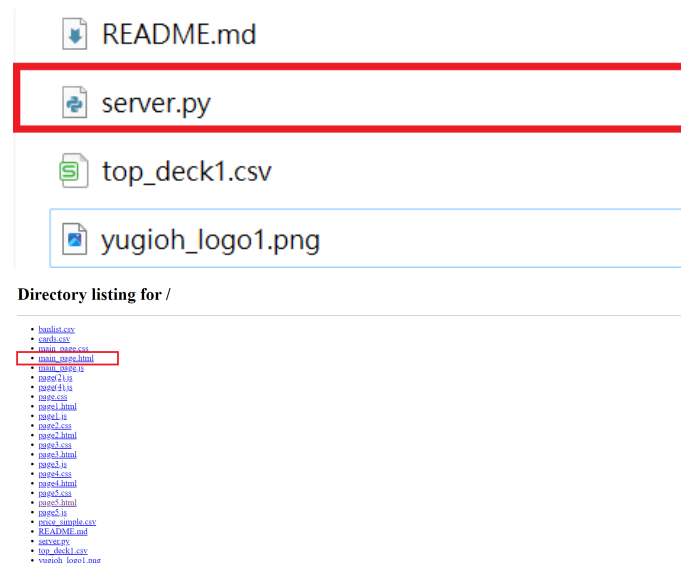 README.md
server.py
top_deck1.csv
yugioh_logo1.png
Directory listing for /
banlist.csv
cards.csv
main_page.css
main_page.html
main_page.js
page(2).js
page(4).js
page.css
page1.html
page1.js
page2.css
page2.html
page3.css
page3.html
page3.js
page4.css
page4.html
page5.css
page5.html
page5.js
price_simple.csv
README.md
server.py
top_deck1.csv
yugioh_logo1.png